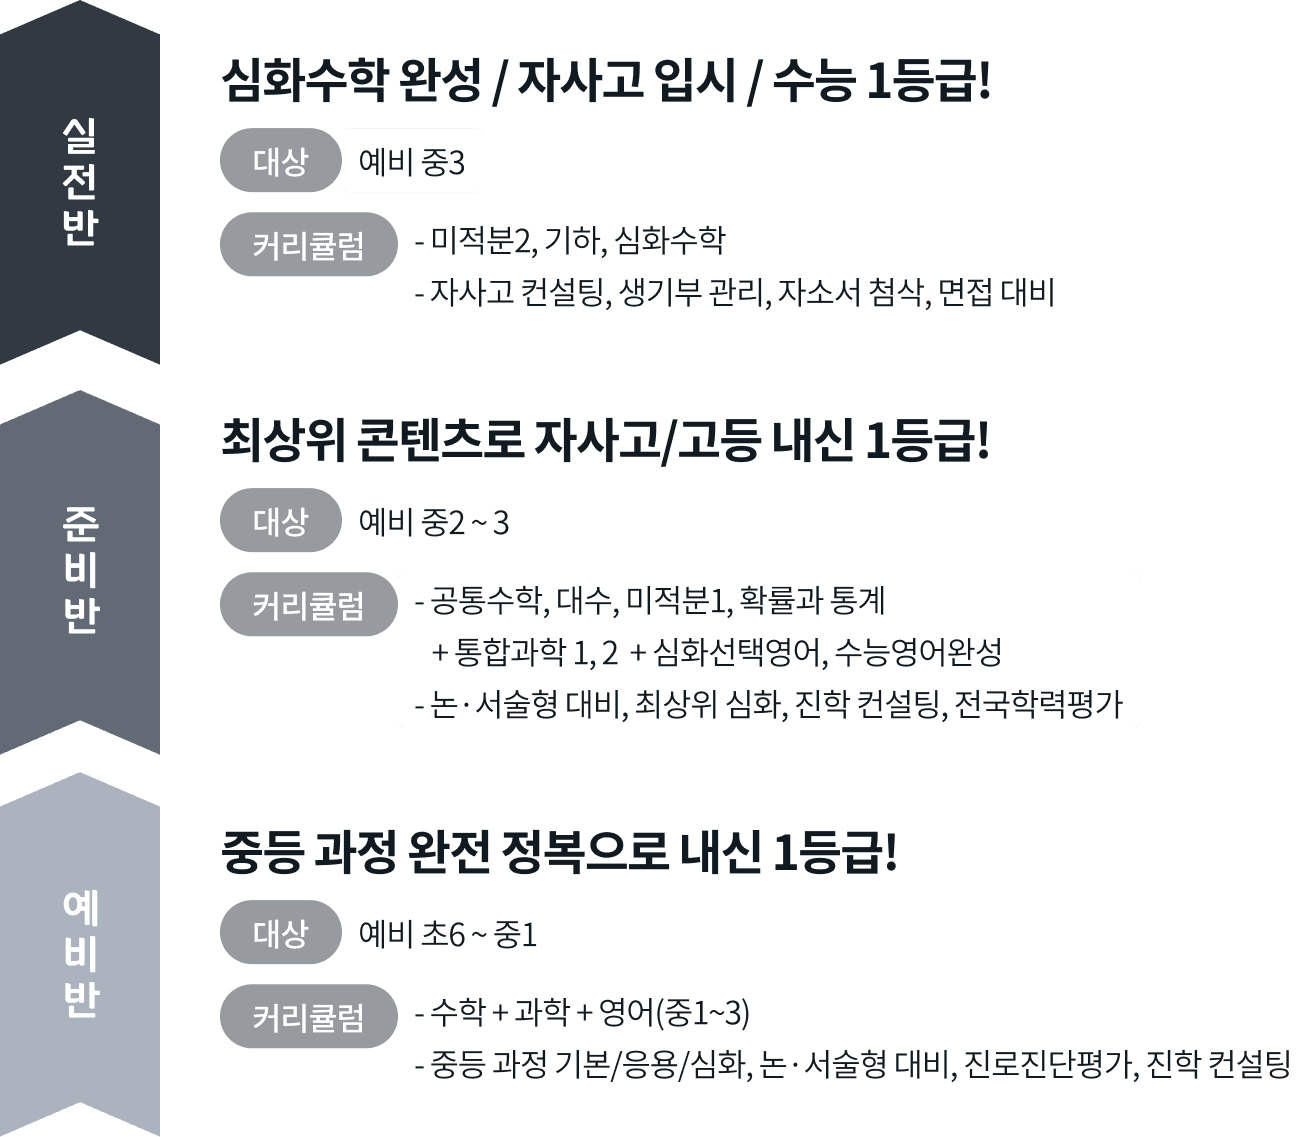 실전반
심화수학 완성 / 자사고 입시 / 수능 1등급!
대상 예비 중3
커리큘럼 - 미적분2, 기하, 심화수학
- 자사고 컨설팅, 생기부 관리, 자소서 첨삭, 면접 대비
준비반
최상위 콘텐츠로 자사고/고등 내신 1등급!
대상 예비 중2 ~ 3
커리큘럼 - 공통수학, 대수, 미적분1, 확률과 통계
+ 통합과학 1, 2 + 심화선택영어, 수능영어완성
- 논·서술형 대비, 최상위 심화, 진학 컨설팅, 전국학력평가
예비반
중등 과정 완전 정복으로 내신 1등급!
대상 예비 초6 ~ 중1
커리큘럼 - 수학 + 과학 + 영어(중1~3)
- 중등 과정 기본/응용/심화, 논·서술형 대비, 진로진단평가, 진학 컨설팅